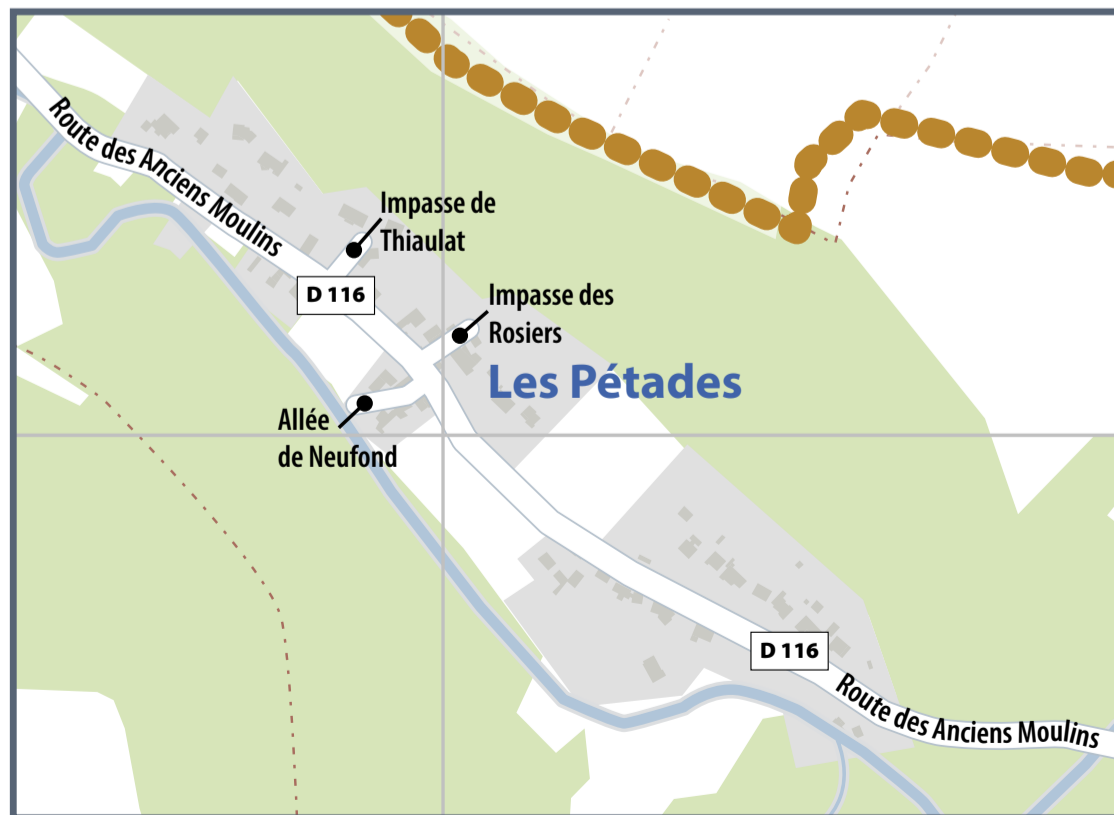 Route des Anciens Moulins
Impasse de
Thiaulat
D 116
Impasse des
Rosiers
Les Pétades
Allée
de Neufond
D 116
Route des Anciens Moulins